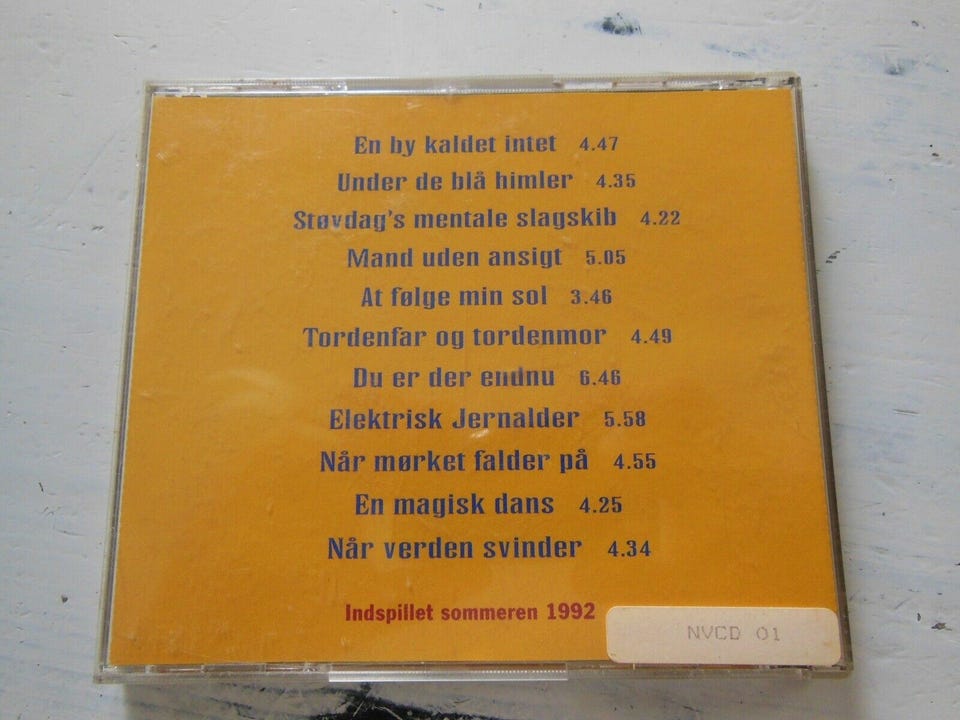 En by kaldet intet 4.47
Under de blå himler 4.35
Støvdag's mentale slagskib 4.22
Mand uden ansigt 5.05
At følge min sol 3.46
Tordenfar og tordenmor 4.49
Du er der endnu 6.46
Elektrisk Jernalder 5.58
Når mørket falder på 4.55
En magisk dans 4.25
Når verden svinder 4.34
Indspillet sommeren 1992
NVCD 01